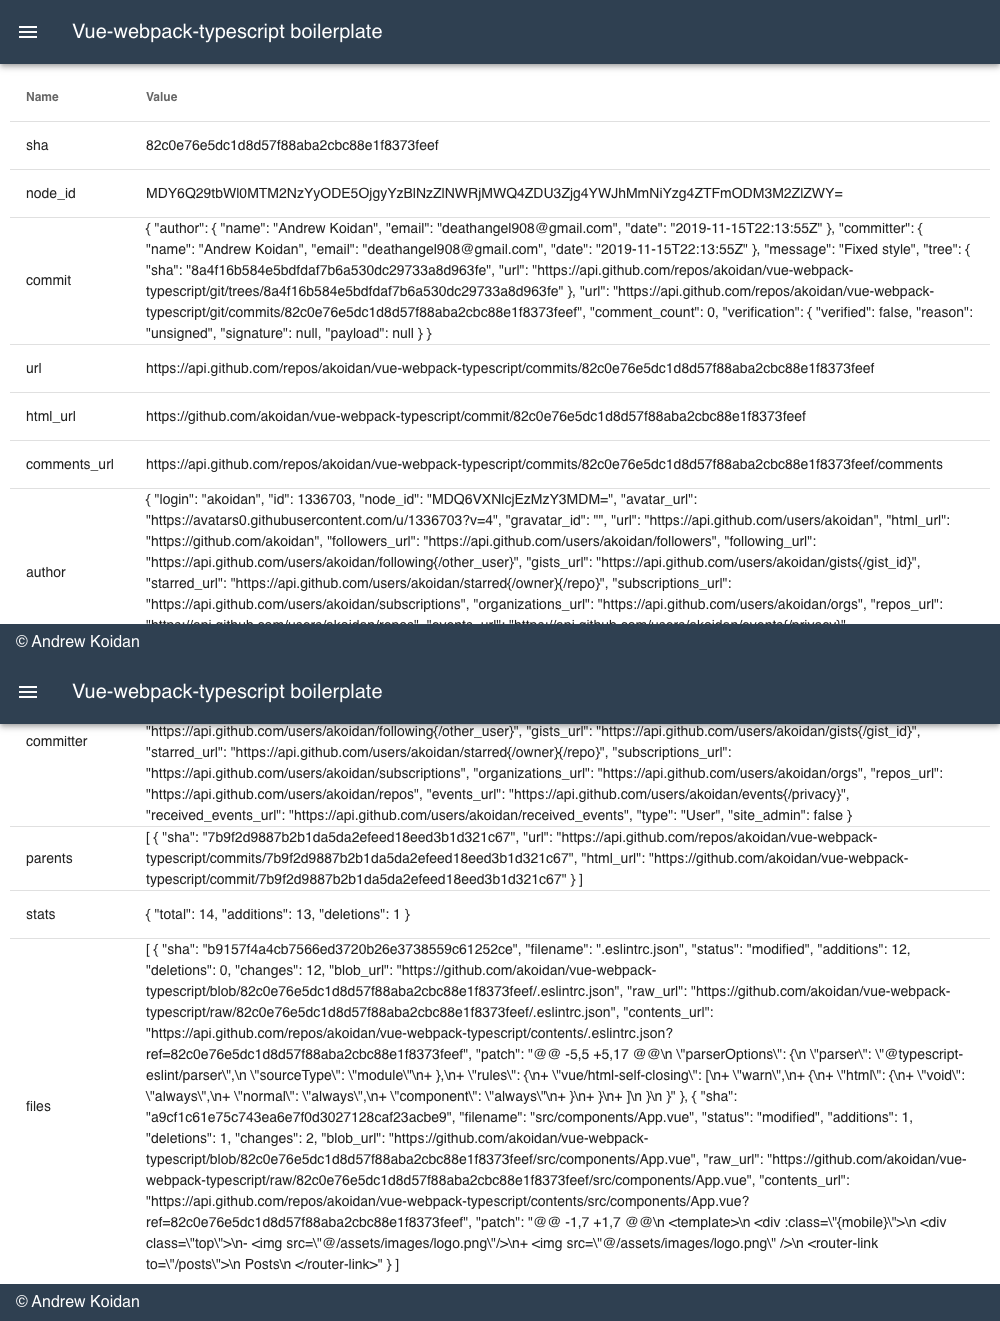 Vue-webpack-typescript boilerplate
Name Value
sha 82c0e76e5dc1d8d57f88aba2cbc88e1f8373feef
node_id MDY6Q29tbWl0MTM2NzYyODE5OjgyYzBlNzZlNWRjMWQ4ZDU3Zjg4YWJhMmNiYzg4ZTFmODM3M2ZlZWY=
{ "author": { "name": "Andrew Koidan", "email": "deathangel908@gmail.com", "date": "2019-11-15T22:13:55Z" }, "committer": {
"name": "Andrew Koidan", "email": "deathangel908@gmail.com", "date": "2019-11-15T22:13:55Z" }, "message": "Fixed style", "tree": {
"sha": "8a4f16b584e5bdfdaf7b6a530dc29733a8d963fe", "url": "https://api.github.com/repos/akoidan/vue-webpack-
commit
typescript/git/trees/8a4f16b584e5bdfdaf7b6a530dc29733a8d963fe" }, "url": "https://api.github.com/repos/akoidan/vue-webpack-
typescript/git/commits/82c0e76e5dc1d8d57f88aba2cbc88e1f8373feef", "comment_count": 0, "verification": { "verified": false, "reason":
"unsigned", "signature": null, "payload": null } }
url https://api.github.com/repos/akoidan/vue-webpack-typescript/commits/82c0e76e5dc1d8d57f88aba2cbc88e1f8373feef
html_url https://github.com/akoidan/vue-webpack-typescript/commit/82c0e76e5dc1d8d57f88aba2cbc88e1f8373feef
comments_url https://api.github.com/repos/akoidan/vue-webpack-typescript/commits/82c0e76e5dc1d8d57f88aba2cbc88e1f8373feef/comments
{ "login": "akoidan", "id": 1336703, "node_id": "MDQ6VXNlcjEzMzY3MDM=", "avatar_url":
"https://avatars0.githubusercontent.com/u/1336703?v=4", "gravatar_id": "", "url": "https://api.github.com/users/akoidan", "html_url":
"https://github.com/akoidan", "followers_url": "https://api.github.com/users/akoidan/followers", "following_url":
"https://api.github.com/users/akoidan/following{/other_user}", "gists_url": "https://api.github.com/users/akoidan/gists{/gist_id}",
author
"starred_url": "https://api.github.com/users/akoidan/starred{/owner}{/repo}", "subscriptions_url":
"https://api.github.com/users/akoidan/subscriptions", "organizations_url": "https://api.github.com/users/akoidan/orgs", "repos_url":
"https://api.github.com/users/akoidan/repos", "events_url": "https://api.github.com/users/akoidan/events{/privacy}",
© Andrew Koidan
Vue-webpack-typescript boilerplate
"https://api.github.com/users/akoidan/following{/other_user}", "gists_url": "https://api.github.com/users/akoidan/gists{/gist_id}",
committer
"starred_url": "https://api.github.com/users/akoidan/starred{/owner}{/repo}", "subscriptions_url":
"https://api.github.com/users/akoidan/subscriptions", "organizations_url": "https://api.github.com/users/akoidan/orgs", "repos_url":
"https://api.github.com/users/akoidan/repos", "events_url": "https://api.github.com/users/akoidan/events{/privacy}",
"received_events_url": "https://api.github.com/users/akoidan/received_events", "type": "User", "site_admin": false }
[ { "sha": "7b9f2d9887b2b1da5da2efeed18eed3b1d321c67", "url": "https://api.github.com/repos/akoidan/vue-webpack-
parents typescript/commits/7b9f2d9887b2b1da5da2efeed18eed3b1d321c67", "html_url": "https://github.com/akoidan/vue-webpack-
typescript/commit/7b9f2d9887b2b1da5da2efeed18eed3b1d321c67" } ]
stats { "total": 14, "additions": 13, "deletions": 1 }
[ { "sha": "b9157f4a4cb7566ed3720b26e3738559c61252ce", "filename": ".eslintrc.json", "status": "modified", "additions": 12,
"deletions": 0, "changes": 12, "blob_url": "https://github.com/akoidan/vue-webpack-
typescript/blob/82c0e76e5dc1d8d57f88aba2cbc88e1f8373feef/.eslintrc.json", "raw_url": "https://github.com/akoidan/vue-webpack-
typescript/raw/82c0e76e5dc1d8d57f88aba2cbc88e1f8373feef/.eslintrc.json", "contents_url":
"https://api.github.com/repos/akoidan/vue-webpack-typescript/contents/.eslintrc.json?
ref=82c0e76e5dc1d8d57f88aba2cbc88e1f8373feef", "patch": "@@ -5,5 +5,17 @@\n \"parserOptions\": {\n \"parser\": \"@typescript-
eslint/parser\",\n \"sourceType\": \"module\"\n+ },\n+ \"rules\": {\n+ \"vue/html-self-closing\": [\n+ \"warn\",\n+ {\n+ \"html\": {\n+ \"void\":
\"always\",\n+ \"normal\": \"always\",\n+ \"component\": \"always\"\n+ }\n+ }\n+ ]\n }\n }" }, { "sha":
files "a9cf1c61e75c743ea6e7f0d3027128caf23acbe9", "filename": "src/components/App.vue", "status": "modified", "additions": 1,
"deletions": 1, "changes": 2, "blob_url": "https://github.com/akoidan/vue-webpack-
typescript/blob/82c0e76e5dc1d8d57f88aba2cbc88e1f8373feef/src/components/App.vue", "raw_url": "https://github.com/akoidan/vue-
webpack-typescript/raw/82c0e76e5dc1d8d57f88aba2cbc88e1f8373feef/src/components/App.vue", "contents_url":
"https://api.github.com/repos/akoidan/vue-webpack-typescript/contents/src/components/App.vue?
ref=82c0e76e5dc1d8d57f88aba2cbc88e1f8373feef", "patch": "@@ -1,7 +1,7 @@\n <template>\n <div :class=\"{mobile}\">\n <div
class=\"top\">\n- <img src=\"@/assets/images/logo.png\"/>\n+ <img src=\"@/assets/images/logo.png\" />\n <router-link
to=\"/posts\">\n Posts\n </router-link>" } ]
© Andrew Koidan